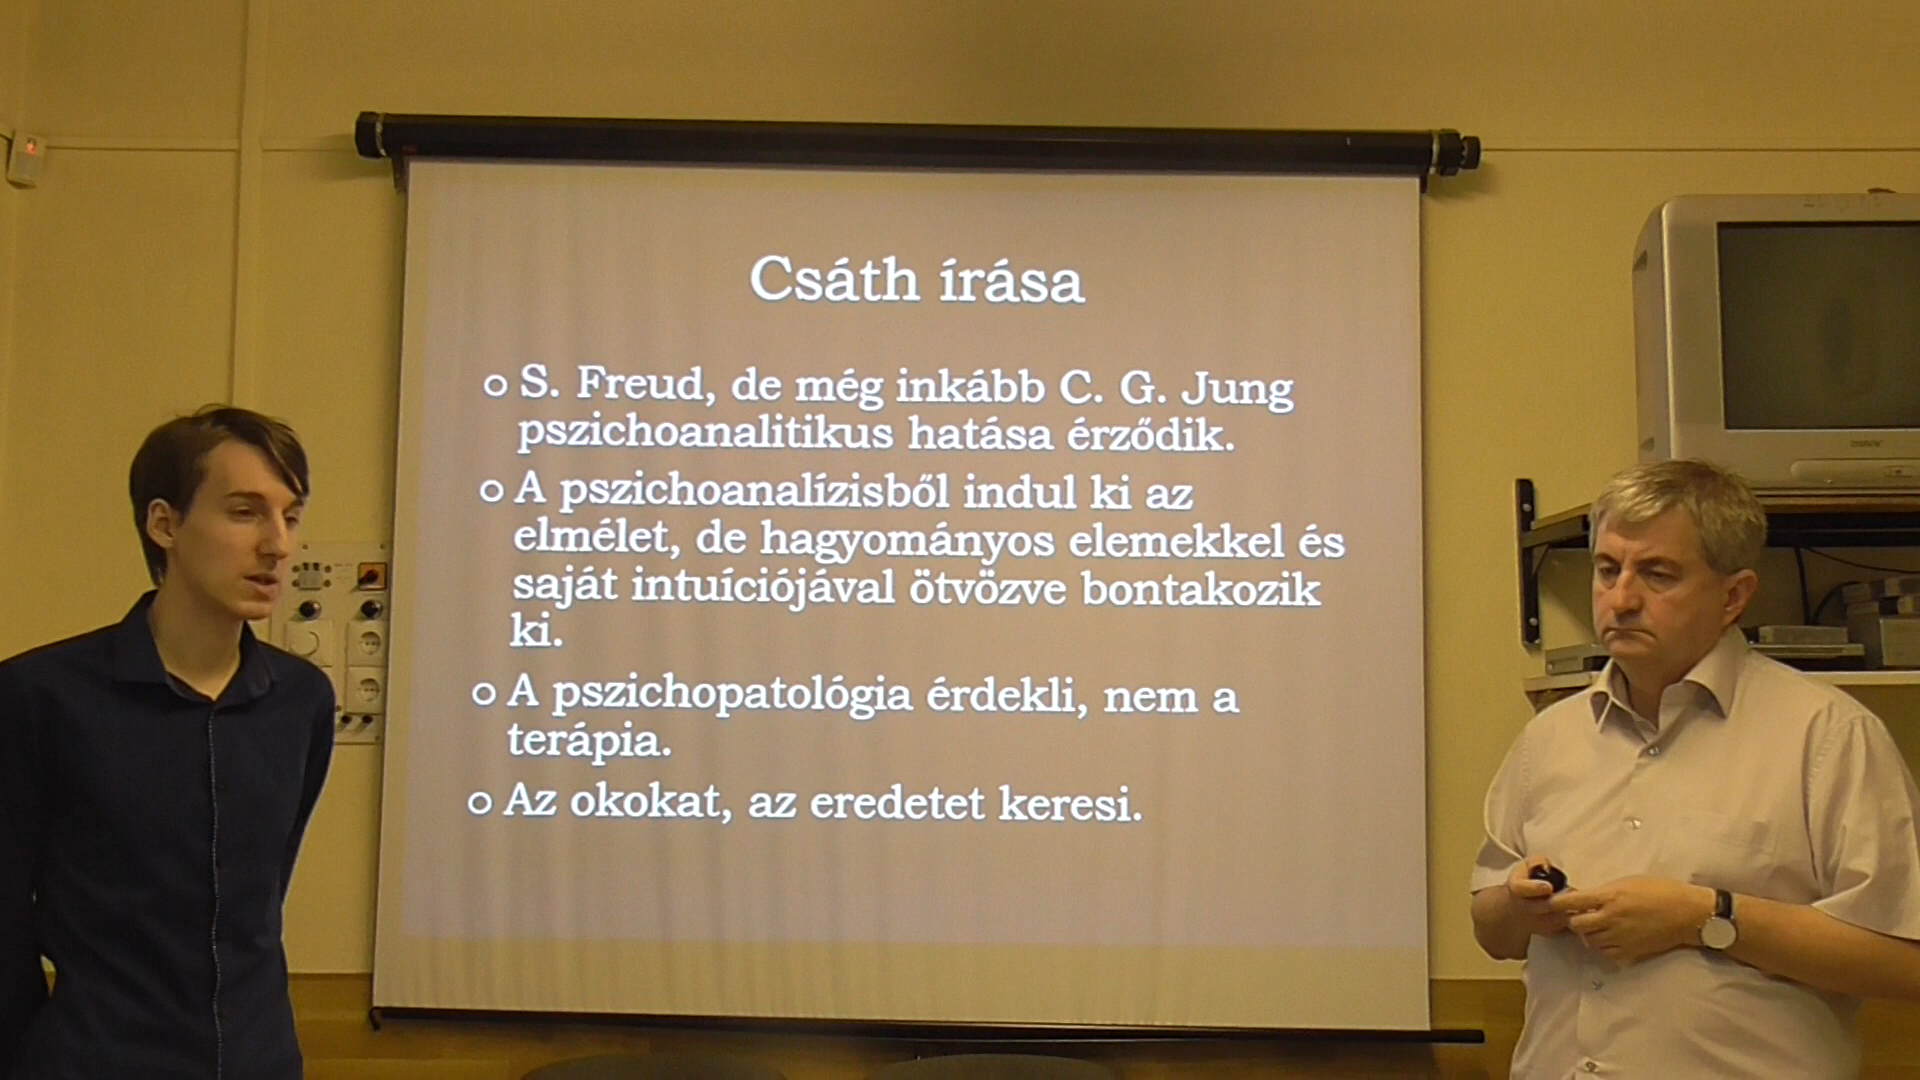 Csáth írása
○ S. Freud, de még inkább C. G. Jung
pszichoanalitikus hatása érződik.
○ A pszichoanalízisből indul ki az
elmélet, de hagyományos elemekkel és
saját intuíciójával ötvözve bontakozik
ki.
○ A pszichopatológia érdekli, nem a
terápia.
○ Az okokat, az eredetet keresi.